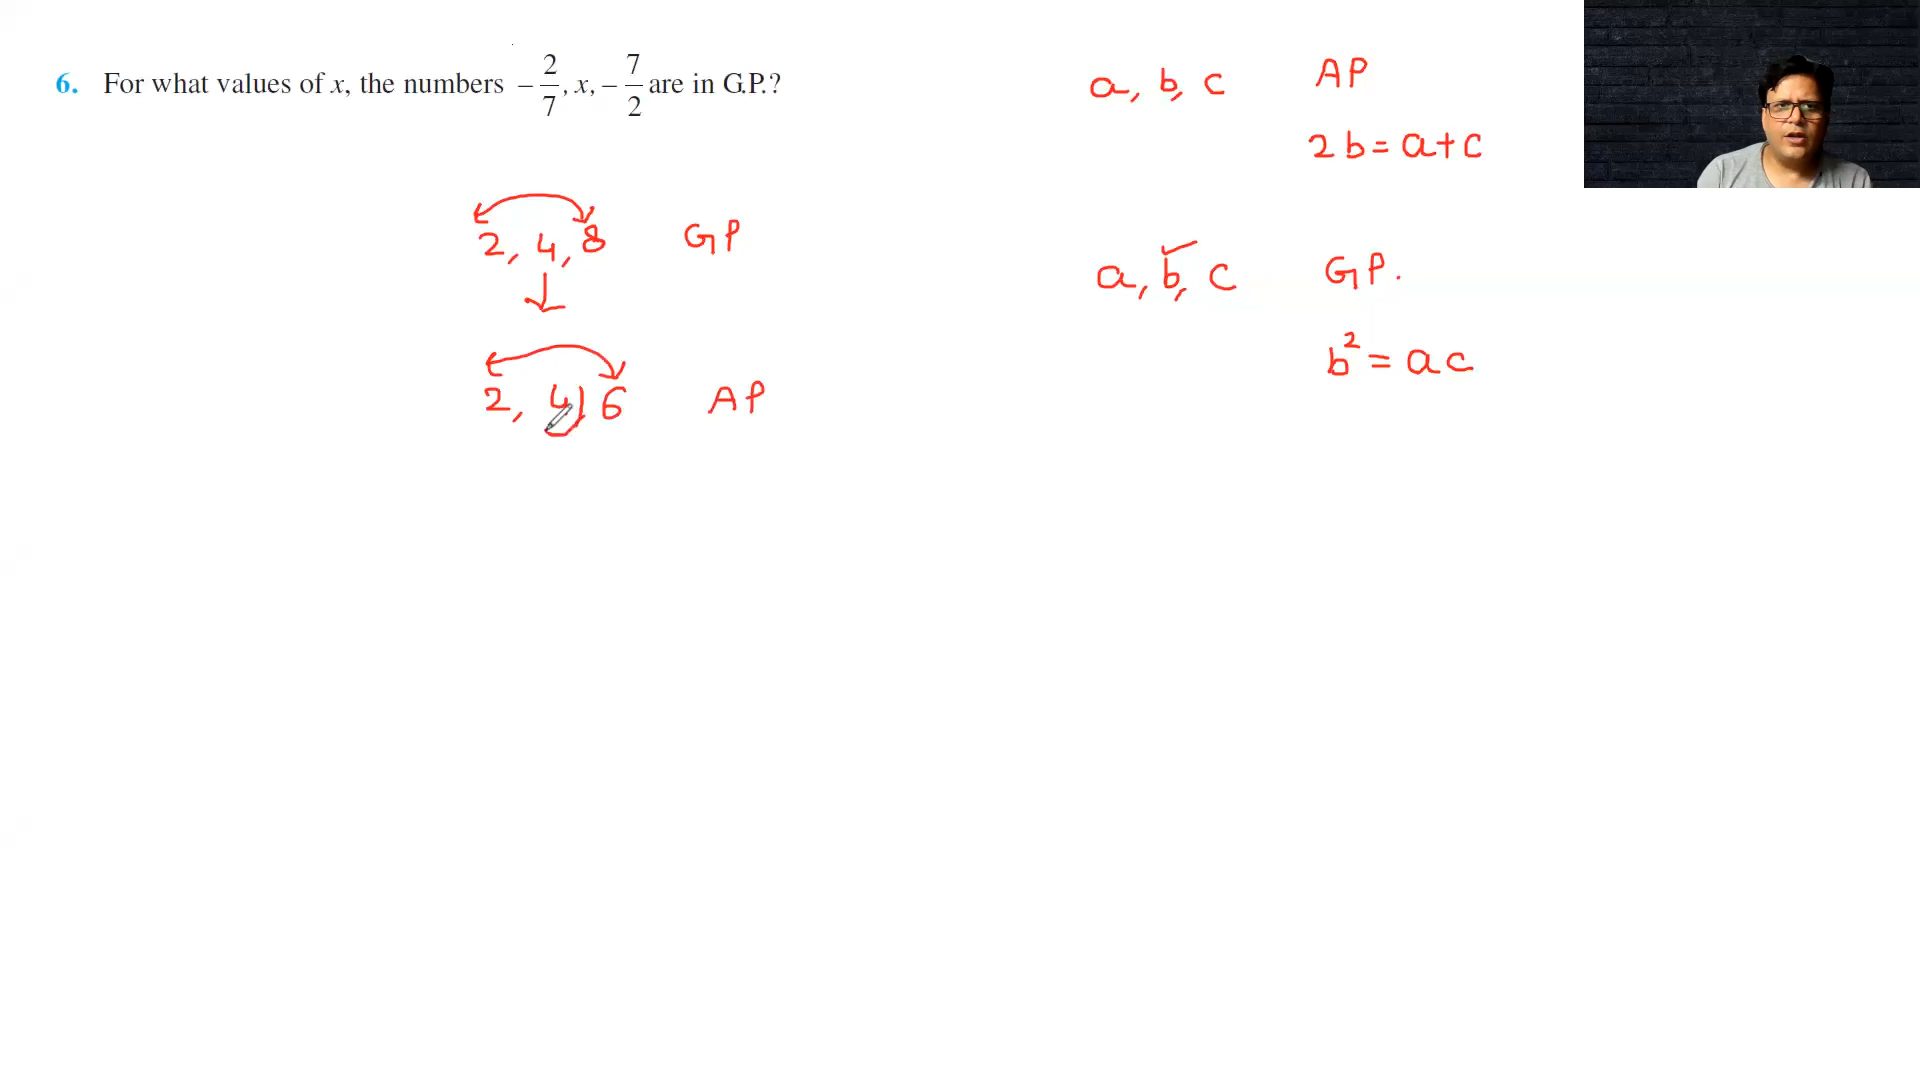 6. For what values of x, the numbers −2/7, x, −7/2 are in G.P.?
a, b, c AP
2b = a+c
2, 4, 8 GP
a, b, c GP.
b² = ac
2, 4, 6 AP